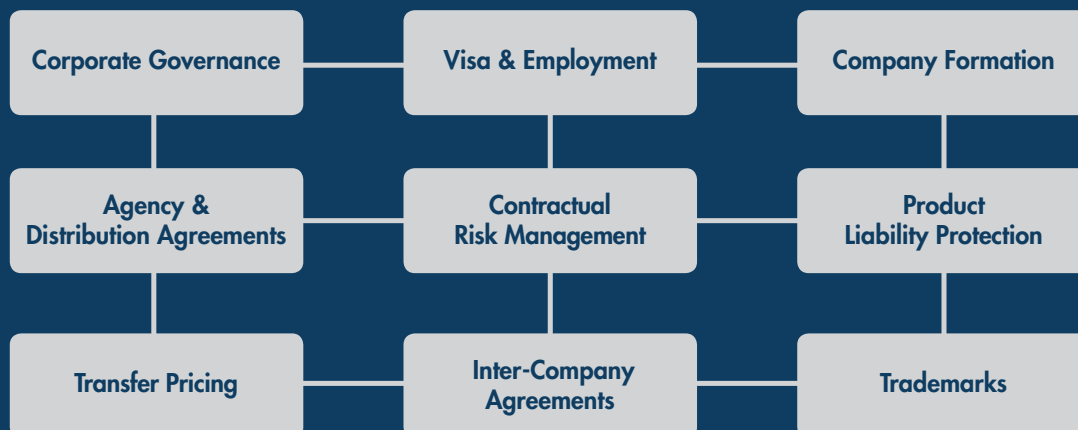 Corporate Governance
Visa & Employment
Company Formation
Agency &
Distribution Agreements
Contractual
Risk Management
Product
Liability Protection
Transfer Pricing
Inter-Company
Agreements
Trademarks